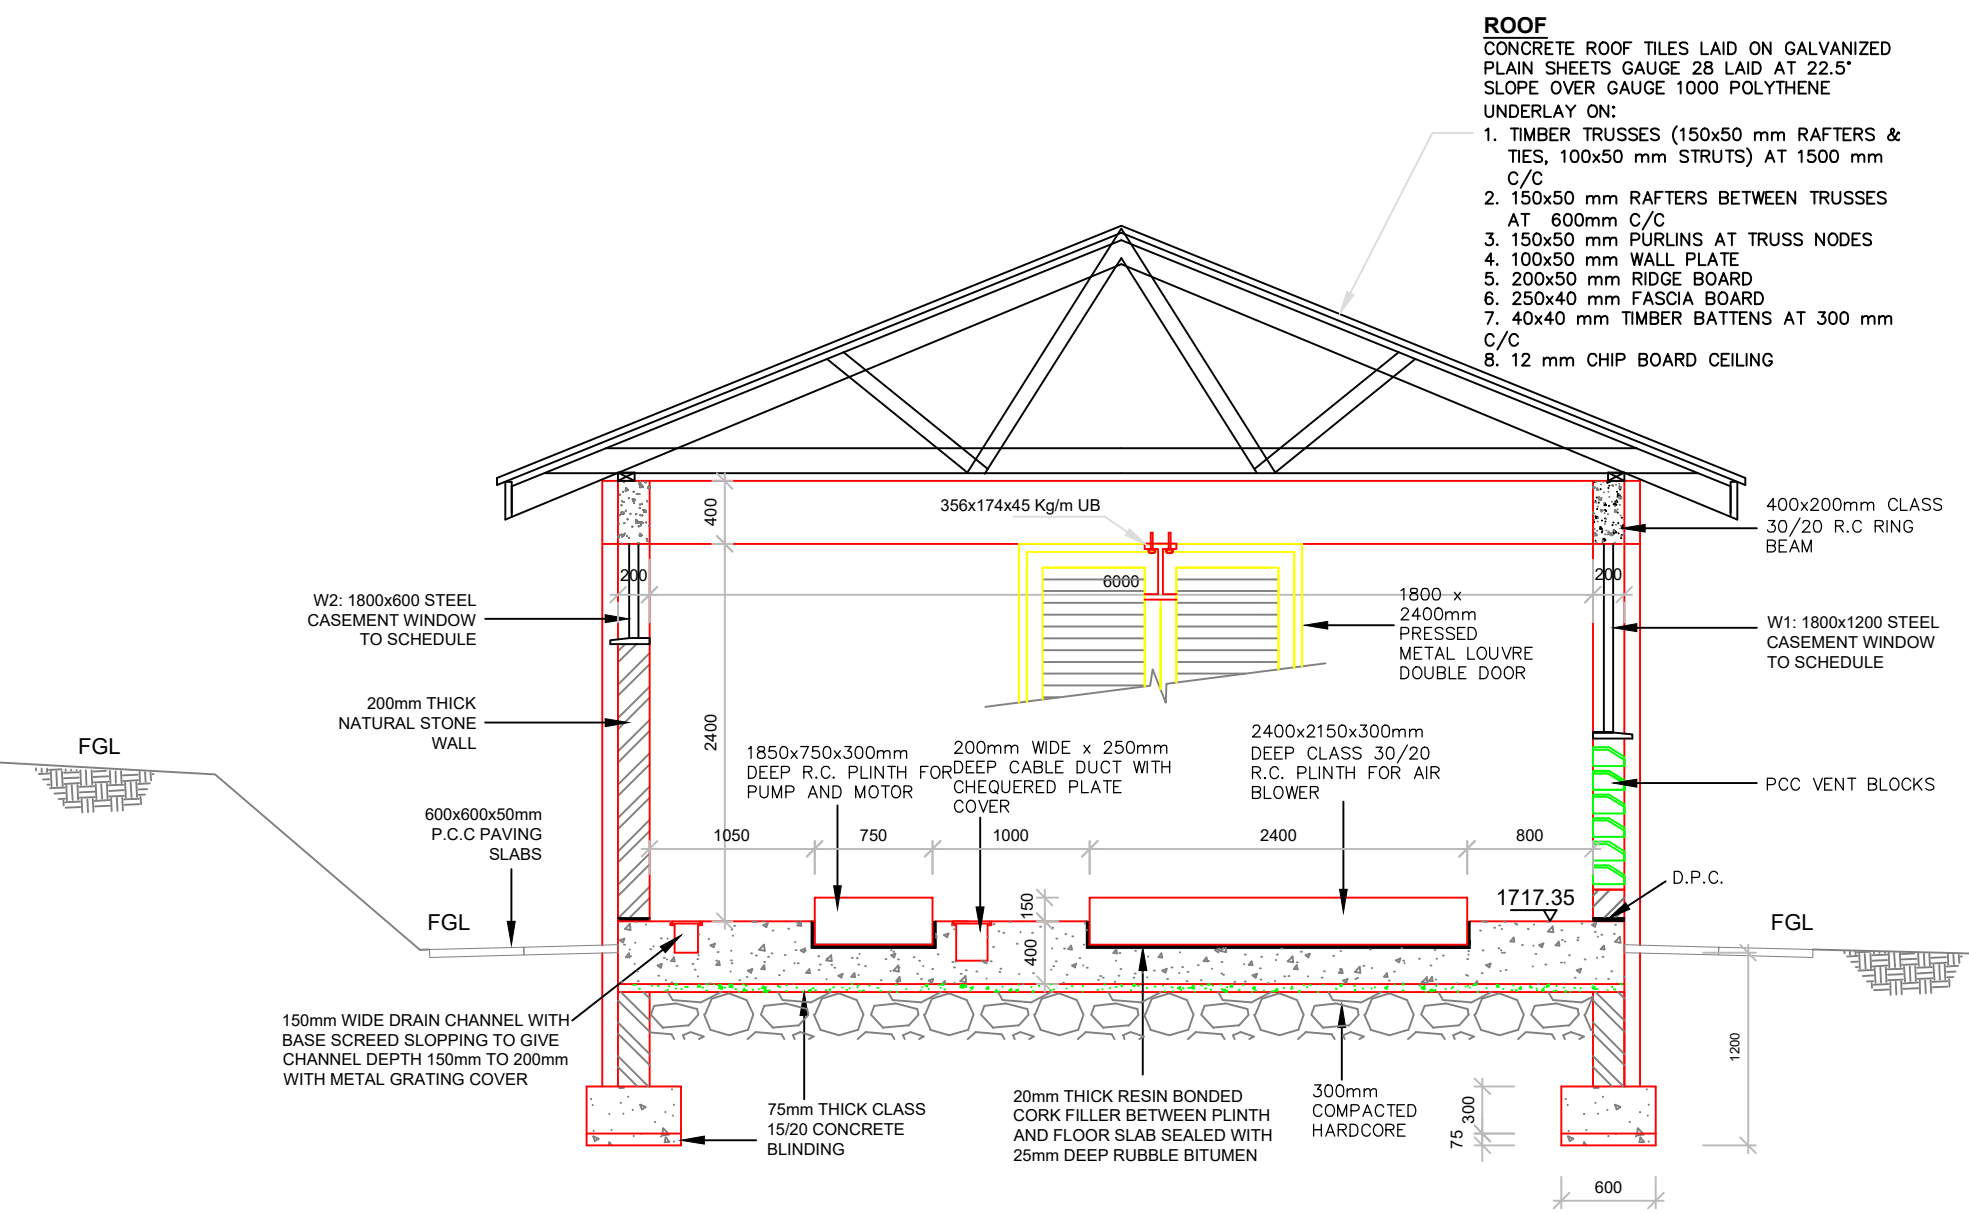 ROOF
CONCRETE ROOF TILES LAID ON GALVANIZED
PLAIN SHEETS GAUGE 28 LAID AT 22.5°
SLOPE OVER GAUGE 1000 POLYTHENE
UNDERLAY ON:
1. TIMBER TRUSSES (150x50 mm RAFTERS &
TIES, 100x50 mm STRUTS) AT 1500 mm
C/C
2. 150x50 mm RAFTERS BETWEEN TRUSSES
AT 600mm C/C
3. 150x50 mm PURLINS AT TRUSS NODES
4. 100x50 mm WALL PLATE
5. 200x50 mm RIDGE BOARD
6. 250x40 mm FASCIA BOARD
7. 40x40 mm TIMBER BATTENS AT 300 mm
C/C
8. 12 mm CHIP BOARD CEILING
400
356x174x45 Kg/m UB
400x200mm CLASS
30/20 R.C RING
BEAM
200
6000
200
W2: 1800x600 STEEL
CASEMENT WINDOW
TO SCHEDULE
1800 x
2400mm
PRESSED
METAL LOUVRE
DOUBLE DOOR
W1: 1800x1200 STEEL
CASEMENT WINDOW
TO SCHEDULE
200mm THICK
NATURAL STONE
WALL
2400
FGL
1850x750x300mm
DEEP R.C. PLINTH FOR
PUMP AND MOTOR
200mm WIDE x 250mm
DEEP CABLE DUCT WITH
CHEQUERED PLATE
COVER
2400x2150x300mm
DEEP CLASS 30/20
R.C. PLINTH FOR AIR
BLOWER
PCC VENT BLOCKS
600x600x50mm
P.C.C PAVING
SLABS
1050
750
1000
2400
800
D.P.C.
150
1717.35
FGL
FGL
400
150mm WIDE DRAIN CHANNEL WITH
BASE SCREED SLOPPING TO GIVE
CHANNEL DEPTH 150mm TO 200mm
WITH METAL GRATING COVER
75mm THICK CLASS
15/20 CONCRETE
BLINDING
20mm THICK RESIN BONDED
CORK FILLER BETWEEN PLINTH
AND FLOOR SLAB SEALED WITH
25mm DEEP RUBBLE BITUMEN
300mm
COMPACTED
HARDCORE
300
75
1200
600